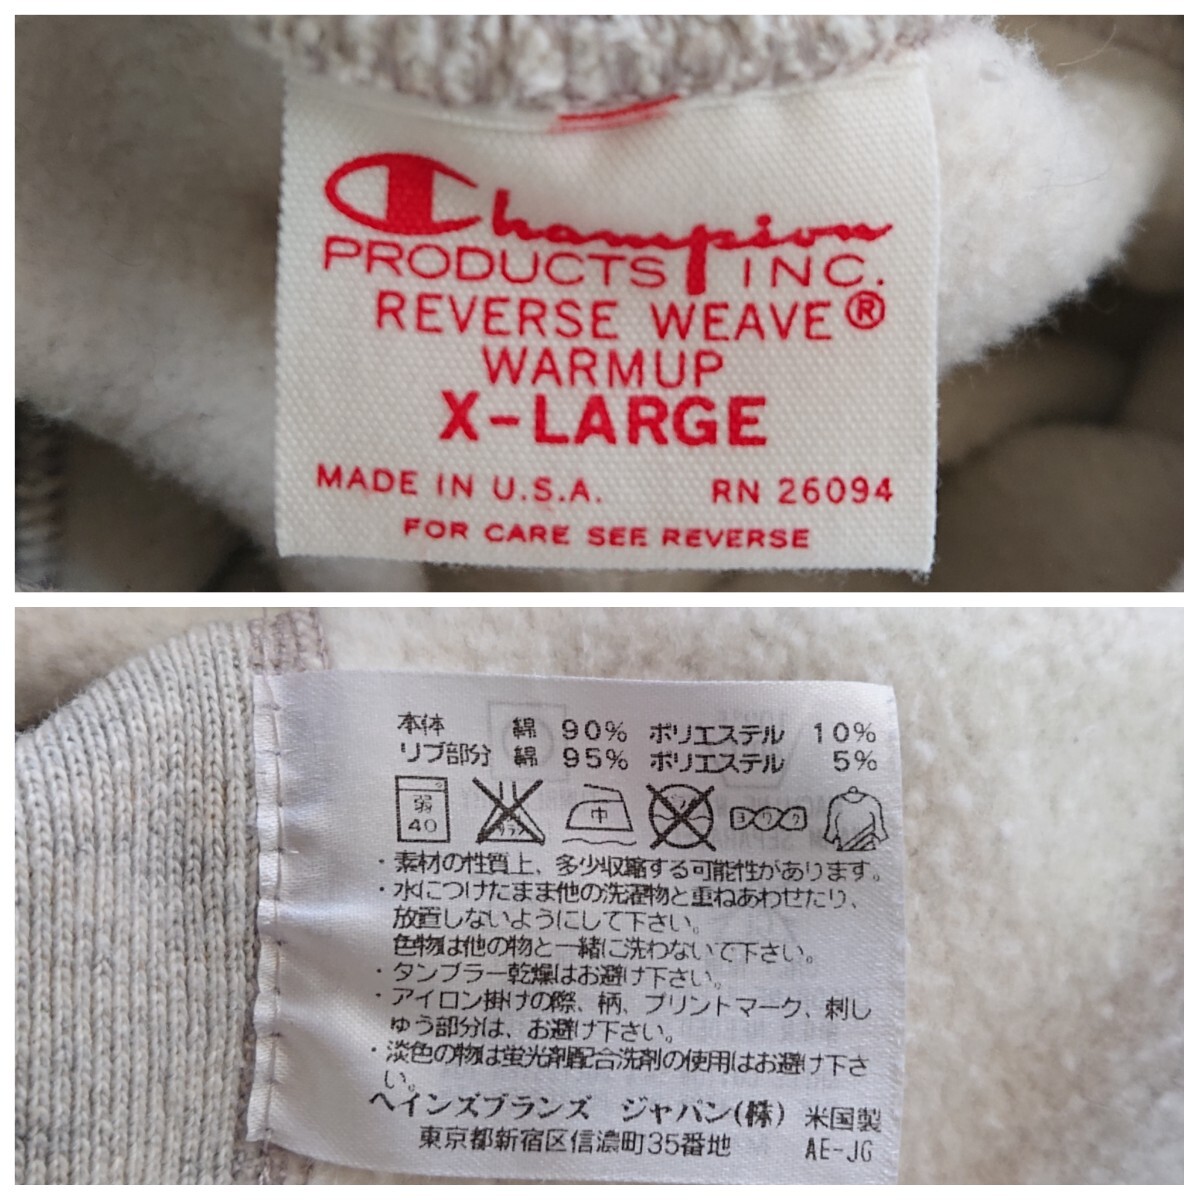 Champion
PRODUCTS INC.
REVERSE WEAVE®
WARMUP
X-LARGE
MADE IN U.S.A. RN 26094
FOR CARE SEE REVERSE
本体 綿 90% ポリエステル 10%
リブ部分 綿 95% ポリエステル 5%
弱 中 ヨワク
40
・素材の性質上、多少収縮する可能性があります。
・水につけたまま他の洗濯物と重ねあわせたり、
放置しないようにして下さい。
色物は他の物と一緒に洗わないで下さい。
・タンブラー乾燥はお避け下さい。
・アイロン掛けの際、柄、プリントマーク、刺し
ゅう部分は、お避け下さい。
・淡色の物は蛍光剤配合洗剤の使用はお避け下さ
い。
ヘインズブランズ ジャパン(株) 米国製
東京都新宿区信濃町35番地 AE-JG